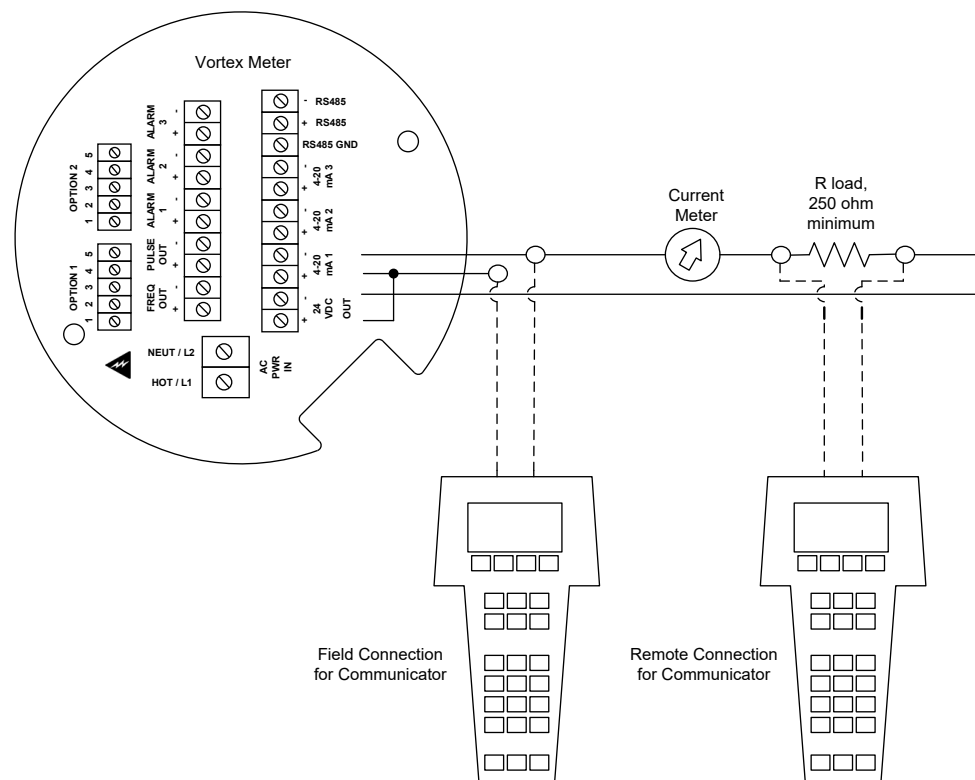 Vortex Meter
- RS485
+ RS485
RS485 GND
- 4-20
+ mA 3
- 4-20
+ mA 2
- 4-20
+ mA 1
- 24
+ VDC
OUT
ALARM
3
- +
ALARM
2
- +
ALARM
1
- +
PULSE
OUT
- +
FREQ
OUT
- +
OPTION 2
5
4
3
2
1
OPTION 1
5
4
3
2
1
NEUT / L2
HOT / L1
AC
PWR
IN
Current
Meter
R load,
250 ohm
minimum
Field Connection
for Communicator
Remote Connection
for Communicator